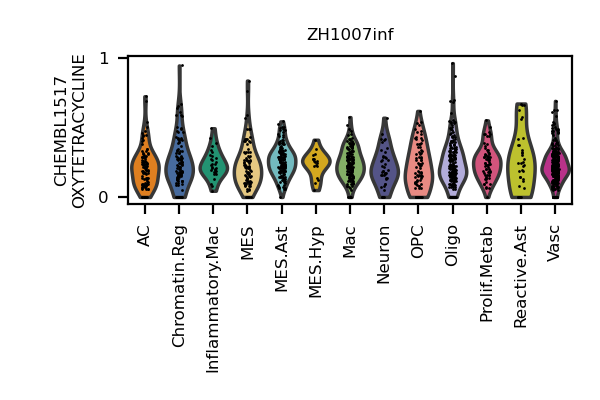 ZH1007inf
CHEMBL1517
OXYTETRACYCLINE
1
0
AC
Chromatin.Reg
Inflammatory.Mac
MES
MES.Ast
MES.Hyp
Mac
Neuron
OPC
Oligo
Prolif.Metab
Reactive.Ast
Vasc